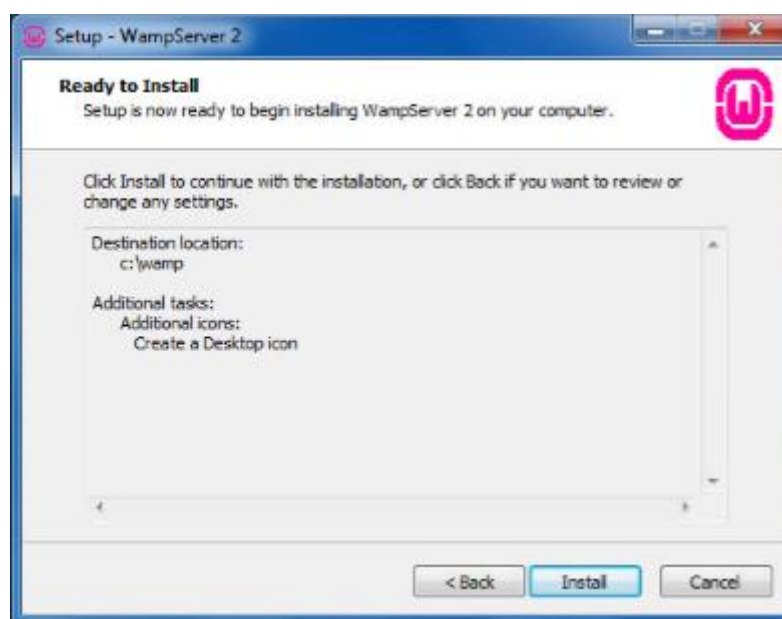 Setup - WampServer 2
Ready to Install
Setup is now ready to begin installing WampServer 2 on your computer.
W
Click Install to continue with the installation, or click Back if you want to review or
change any settings.
Destination location:
c:\wamp
Additional tasks:
Additional icons:
Create a Desktop icon
< Back
Install
Cancel